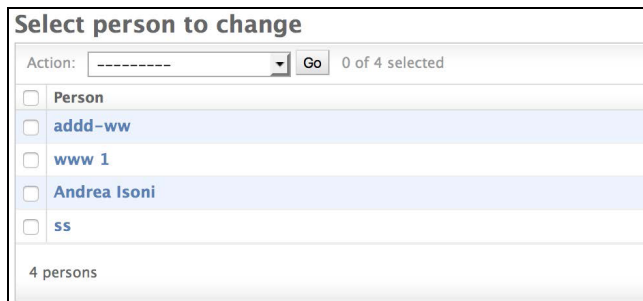 Select person to change
Action: --------- Go 0 of 4 selected
Person
addd-ww
www 1
Andrea Isoni
ss
4 persons